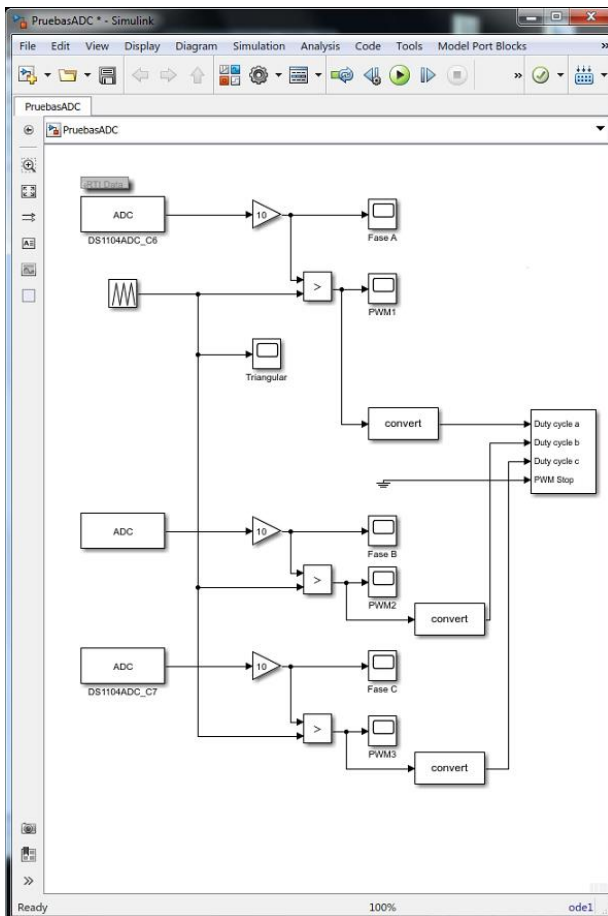 PruebasADC * - Simulink
File Edit View Display Diagram Simulation Analysis Code Tools Model Port Blocks »
»
PruebasADC
PruebasADC
RTI Data
ADC
DS1104ADC_C6
10
Fase A
>
PWM1
Triangular
convert
Duty cycle a
Duty cycle b
Duty cycle c
PWM Stop
ADC
10
Fase B
>
PWM2
convert
ADC
DS1104ADC_C7
10
Fase C
>
PWM3
convert
»
Ready 100% ode1